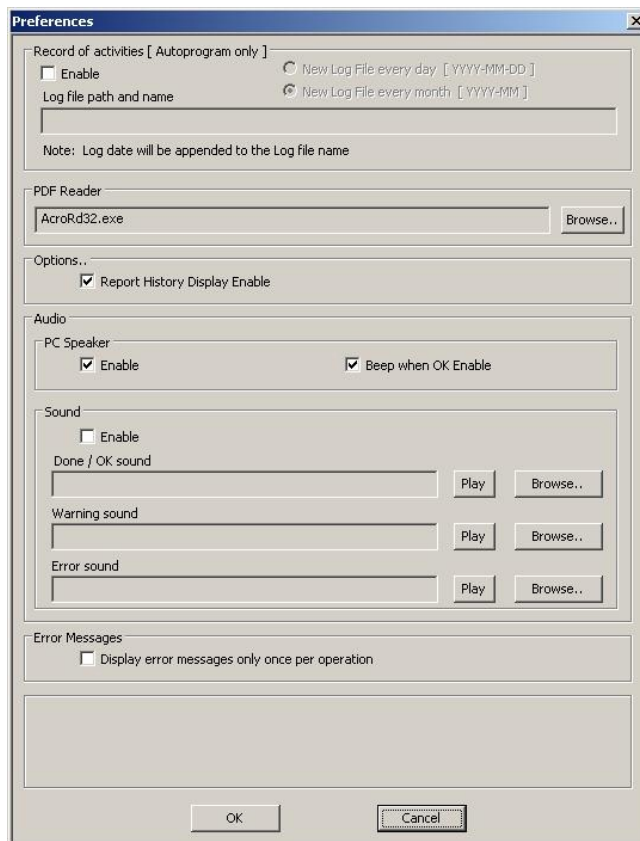 Preferences
Record of activities [ Autoprogram only ]
Enable
New Log File every day [ YYYY-MM-DD ]
New Log File every month [ YYYY-MM ]
Log file path and name
Note: Log date will be appended to the Log file name
PDF Reader
AcroRd32.exe
Browse..
Options..
Report History Display Enable
Audio
PC Speaker
Enable
Beep when OK Enable
Sound
Enable
Done / OK sound
Play
Browse..
Warning sound
Play
Browse..
Error sound
Play
Browse..
Error Messages
Display error messages only once per operation
OK
Cancel